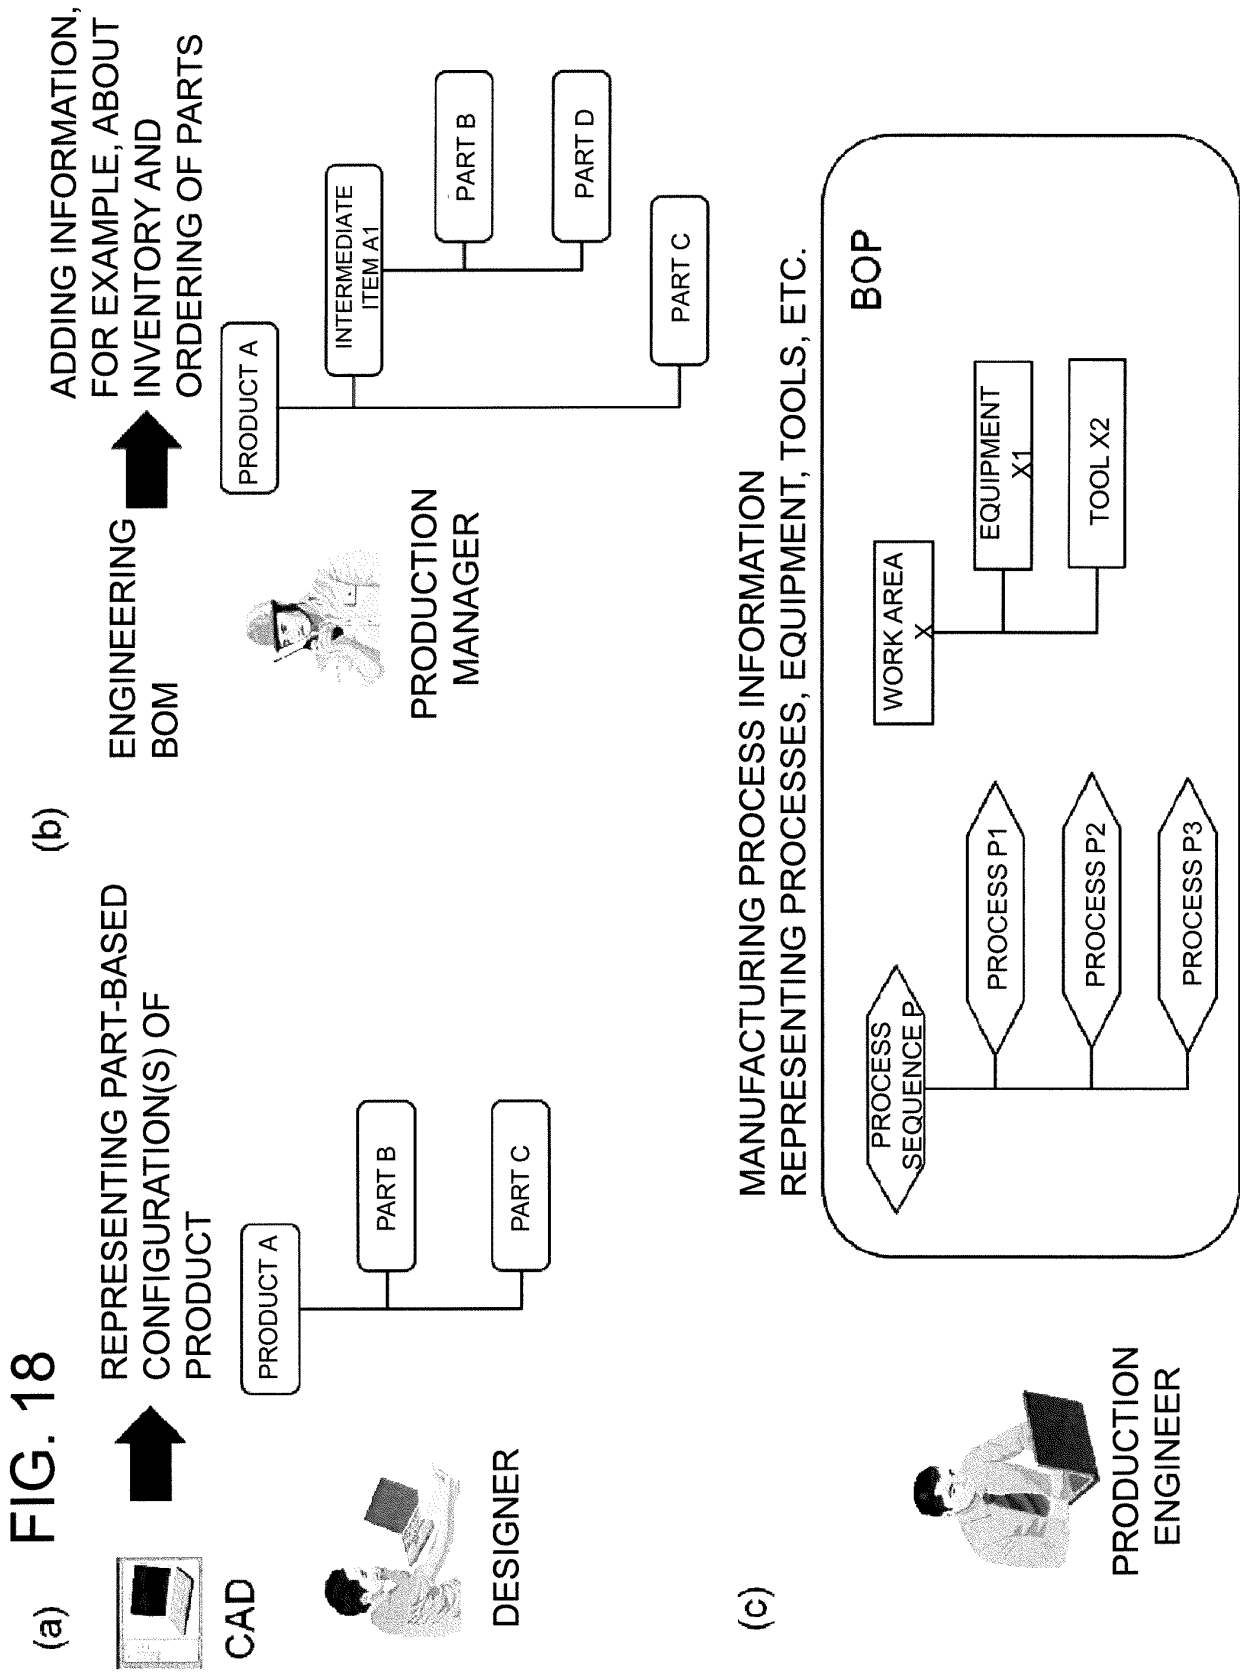 FIG. 18
(a)
CAD
REPRESENTING PART-BASED
CONFIGURATION(S) OF
PRODUCT
DESIGNER
PRODUCT A
PART B
PART C
(b)
ENGINEERING
BOM
ADDING INFORMATION,
FOR EXAMPLE, ABOUT
INVENTORY AND
ORDERING OF PARTS
PRODUCTION
MANAGER
PRODUCT A
INTERMEDIATE
ITEM A1
PART B
PART D
PART C
(c)
PRODUCTION
ENGINEER
MANUFACTURING PROCESS INFORMATION
REPRESENTING PROCESSES, EQUIPMENT, TOOLS, ETC.
BOP
PROCESS
SEQUENCE P
PROCESS P1
PROCESS P2
PROCESS P3
WORK AREA
X
EQUIPMENT
X1
TOOL X2